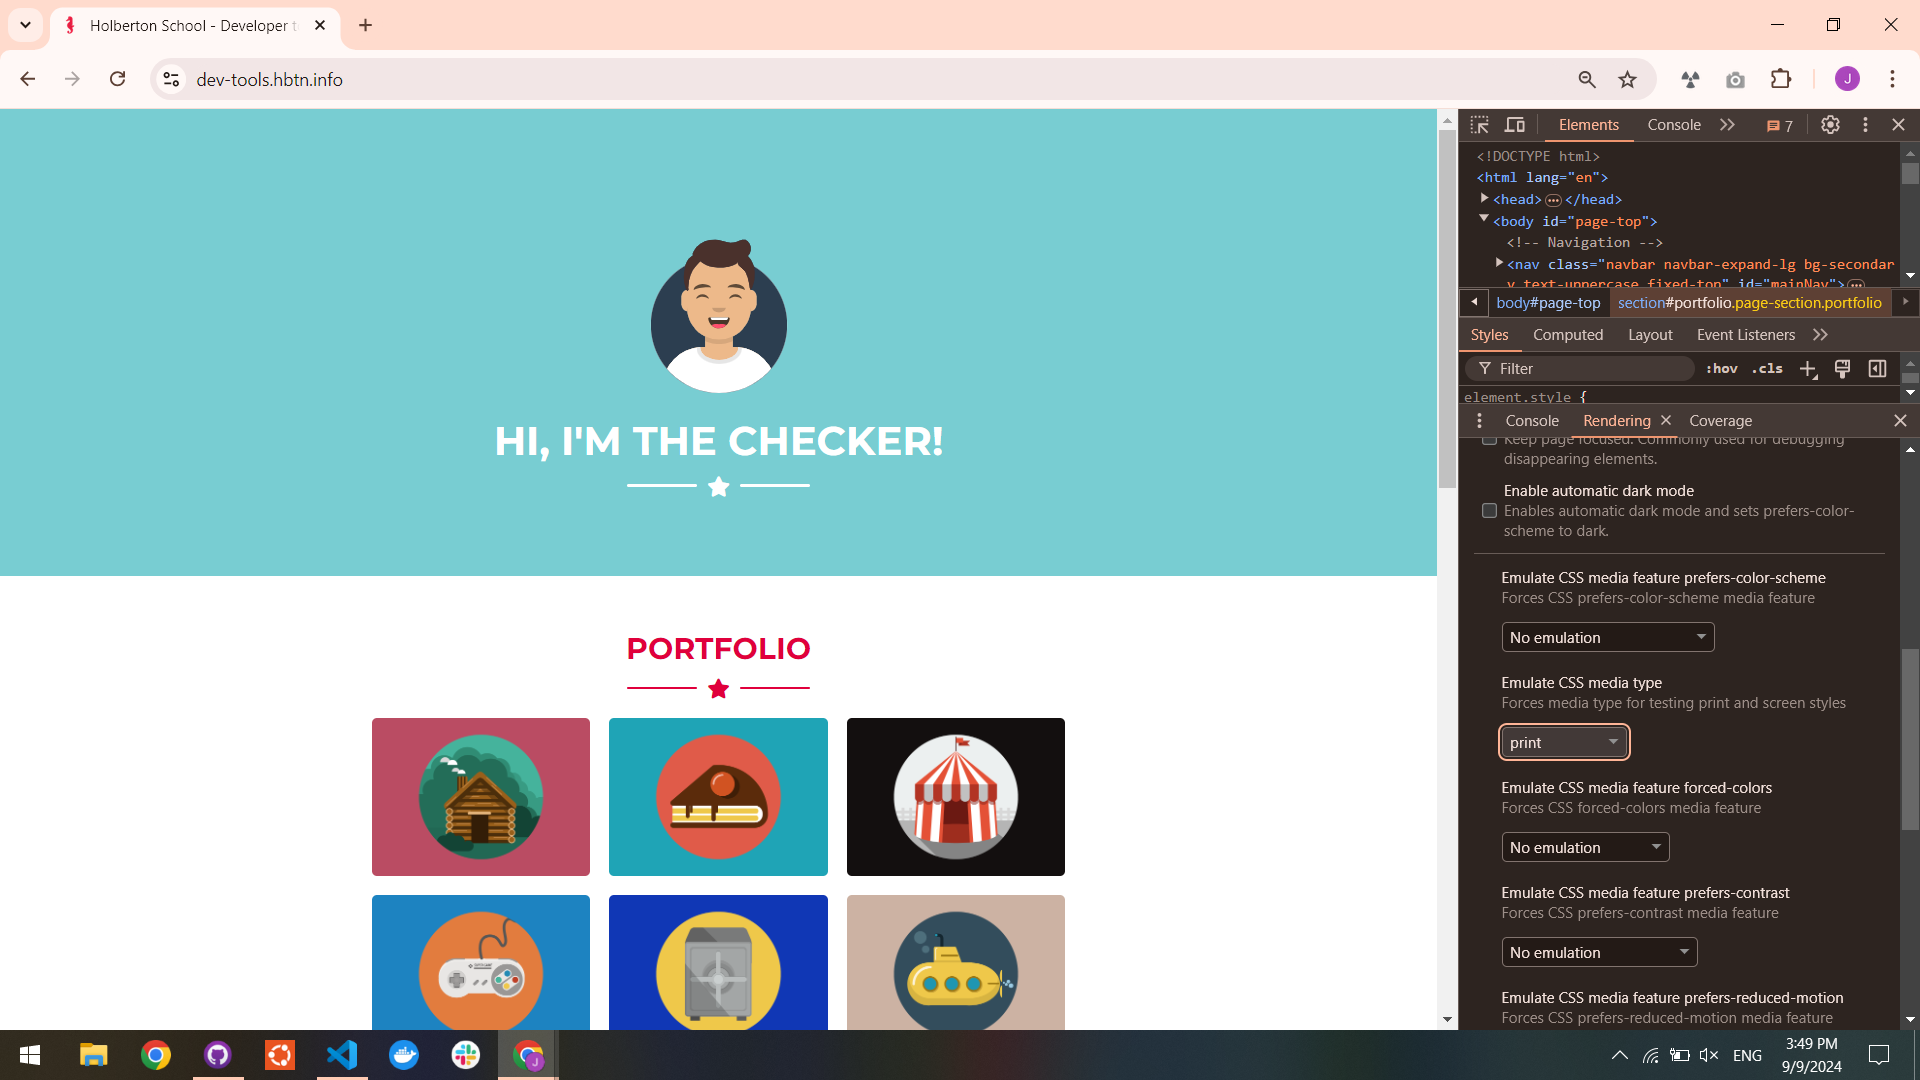 Holberton School - Developer t
dev-tools.hbtn.info
J
HI, I'M THE CHECKER!
PORTFOLIO
Elements
Console
7
<!DOCTYPE html>
<html lang="en">
<head>…</head>
<body id="page-top">
<!-- Navigation -->
<nav class="navbar navbar-expand-lg bg-secondar
y text-uppercase fixed-top" id="mainNav">…
body#page-top
section#portfolio.page-section.portfolio
Styles
Computed
Layout
Event Listeners
Filter
:hov
.cls
element.style {
Console
Rendering
Coverage
Keep page focused. Commonly used for debugging
disappearing elements.
Enable automatic dark mode
Enables automatic dark mode and sets prefers-color-
scheme to dark.
Emulate CSS media feature prefers-color-scheme
Forces CSS prefers-color-scheme media feature
No emulation
Emulate CSS media type
Forces media type for testing print and screen styles
print
Emulate CSS media feature forced-colors
Forces CSS forced-colors media feature
No emulation
Emulate CSS media feature prefers-contrast
Forces CSS prefers-contrast media feature
No emulation
Emulate CSS media feature prefers-reduced-motion
Forces CSS prefers-reduced-motion media feature
J
ENG
3:49 PM
9/9/2024